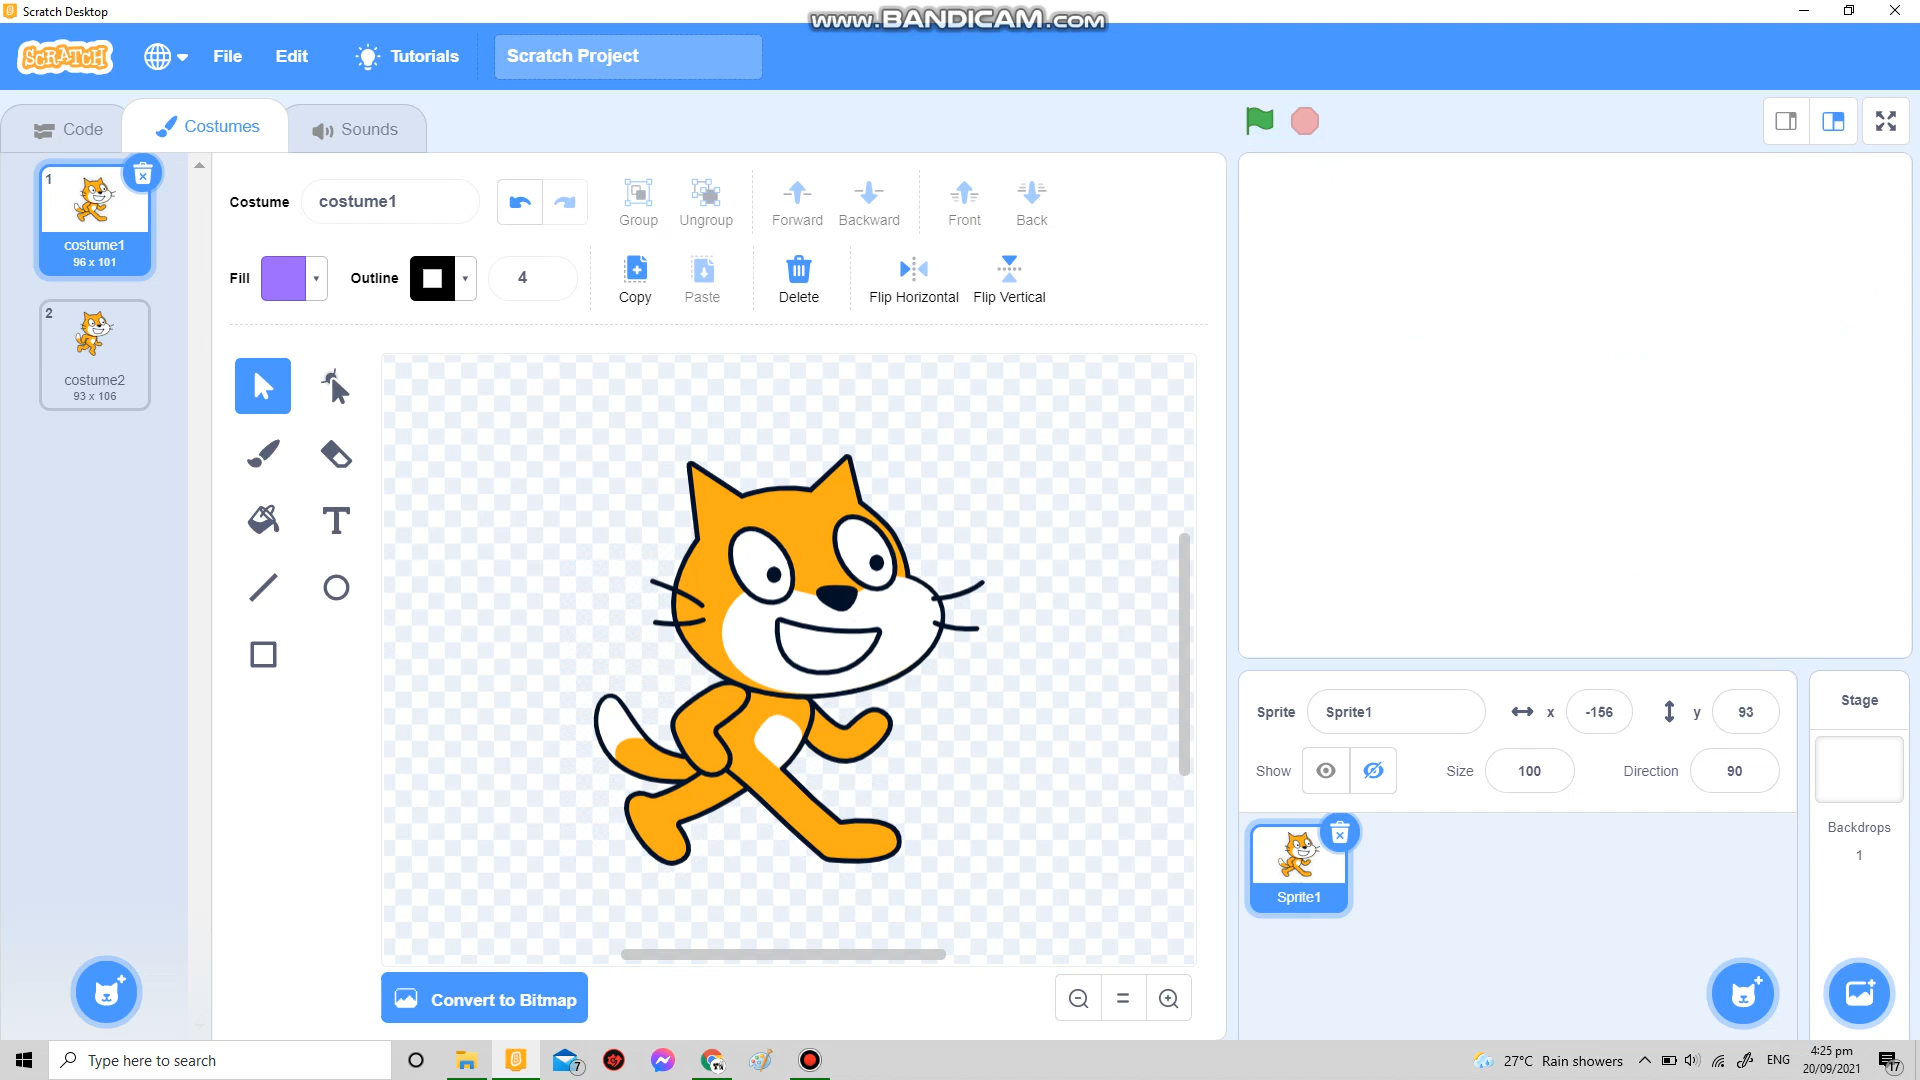 Scratch Desktop
www.BANDICAM.com
SCRATCH
File
Edit
Tutorials
Scratch Project
Code
Costumes
Sounds
1
costume1
96 x 101
2
costume2
93 x 106
Costume
costume1
Group
Ungroup
Forward
Backward
Front
Back
Fill
Outline
4
Copy
Paste
Delete
Flip Horizontal
Flip Vertical
Convert to Bitmap
Sprite
Sprite1
x
-156
y
93
Show
Size
100
Direction
90
Sprite1
Stage
Backdrops
1
Type here to search
7
27°C Rain showers
ENG
4:25 pm
20/09/2021
17